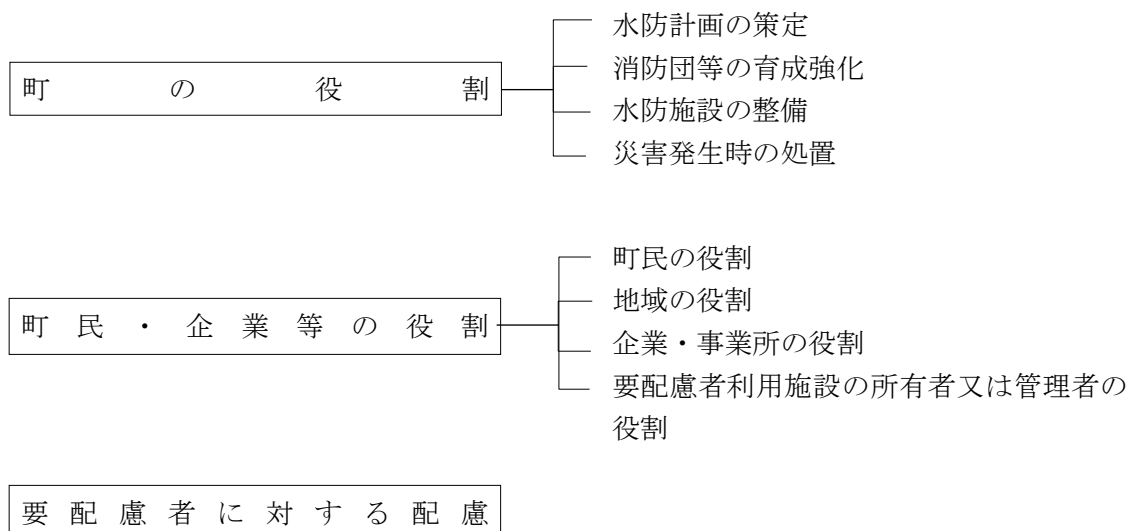 町の役割
水防計画の策定
消防団等の育成強化
水防施設の整備
災害発生時の処置
町民・企業等の役割
町民の役割
地域の役割
企業・事業所の役割
要配慮者利用施設の所有者又は管理者の
役割
要配慮者に対する配慮